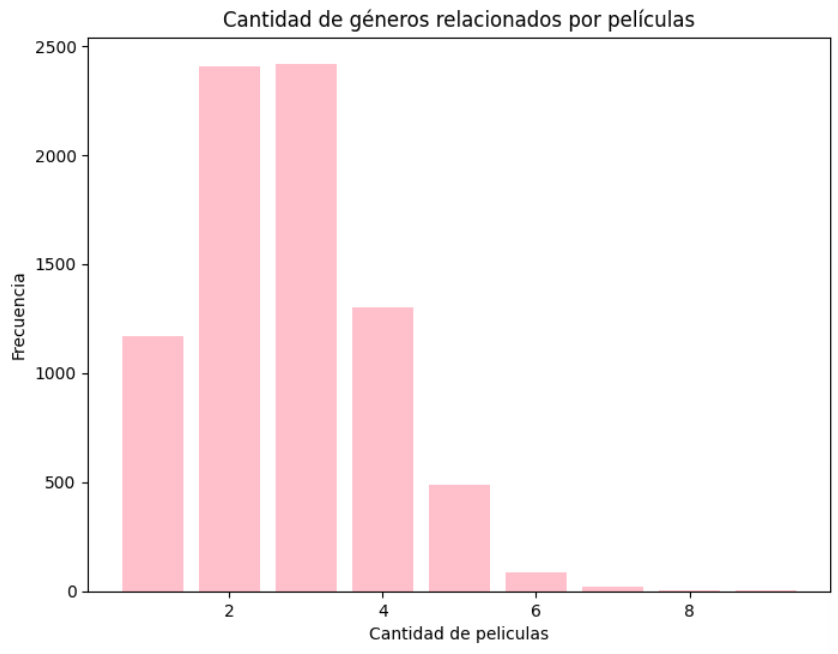 Cantidad de géneros relacionados por películas
2500
2000
1500
1000
500
0
Frecuencia
2 4 6 8
Cantidad de peliculas